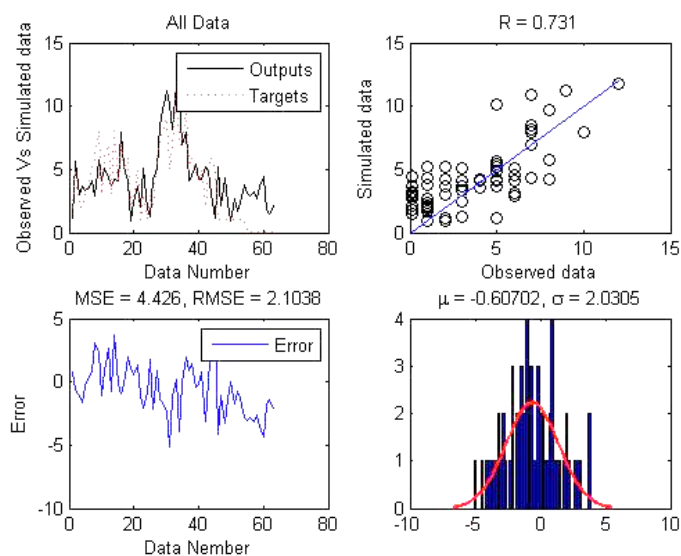 All Data
Observed Vs Simulated data
15
10
5
0
0 20 40 60 80
Data Number
Outputs
Targets
R = 0.731
Simulated data
15
10
5
0
0 5 10 15
Observed data
MSE = 4.426, RMSE = 2.1038
Error
5
0
-5
-10
0 20 40 60 80
Data Nember
Error
μ = -0.60702, σ = 2.0305
4
3
2
1
0
-10 -5 0 5 10